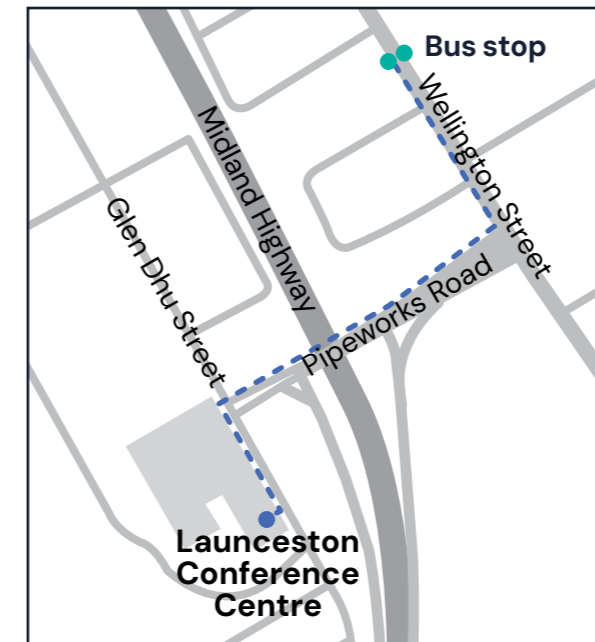 Bus stop
Wellington Street
Midland Highway
Glen Dhu Street
Pipeworks Road
Launceston
Conference
Centre